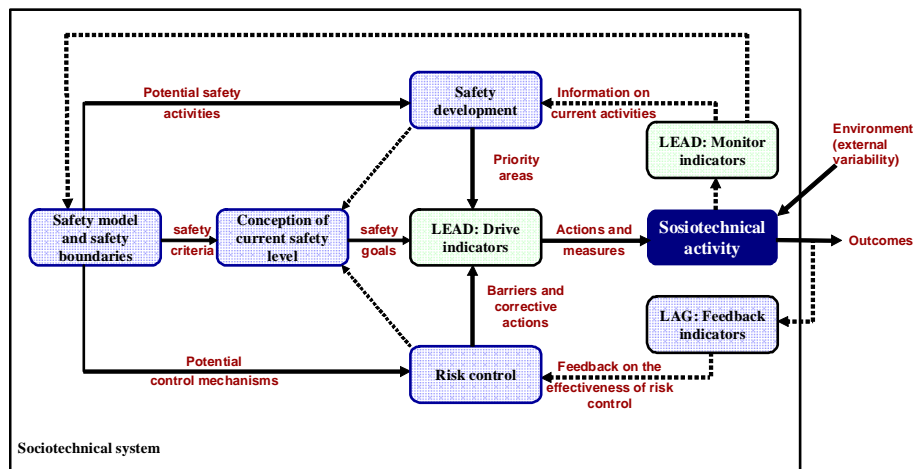 Potential safety
activities
Safety
development
Information on
current activities
LEAD: Monitor
indicators
Environment
(external
variability)
Priority
areas
Safety model
and safety
boundaries
safety
criteria
Conception of
current safety
level
safety
goals
LEAD: Drive
indicators
Actions and
measures
Sosiotechnical
activity
Outcomes
Barriers and
corrective
actions
LAG: Feedback
indicators
Potential
control mechanisms
Risk control
Feedback on the
effectiveness of risk
control
Sociotechnical system